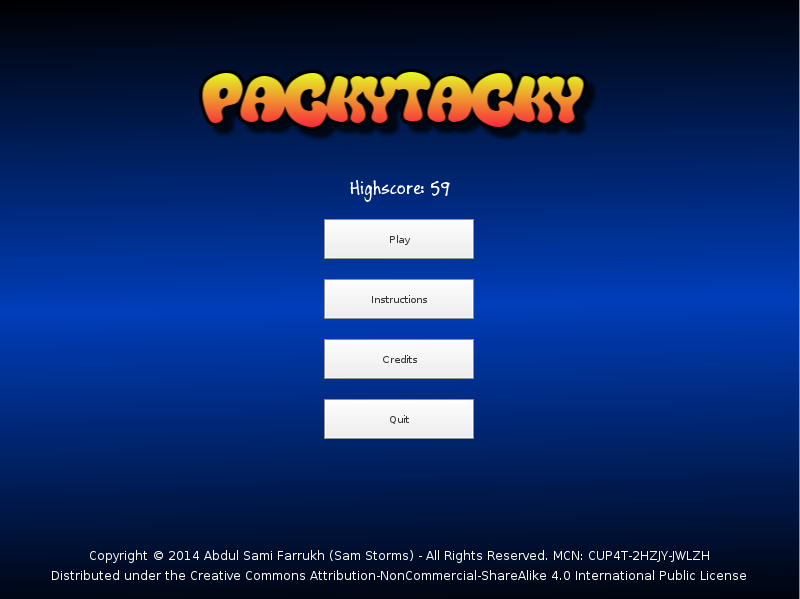 PACKYTACKY
Highscore: 59
Play
Instructions
Credits
Quit
Copyright © 2014 Abdul Sami Farrukh (Sam Storms) - All Rights Reserved. MCN: CUP4T-2HZJY-JWLZH
Distributed under the Creative Commons Attribution-NonCommercial-ShareAlike 4.0 International Public License